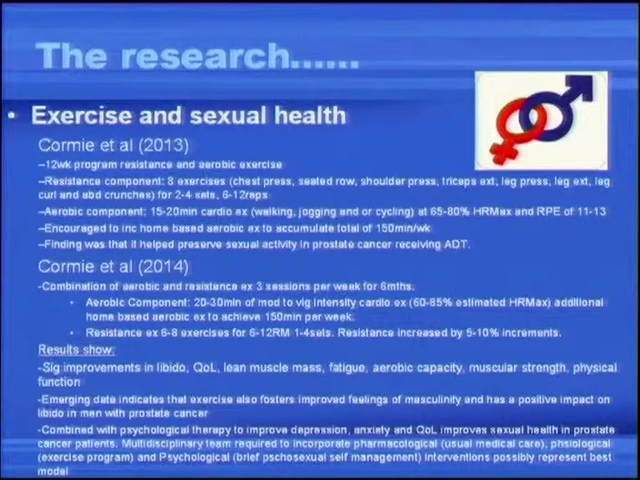 The research......
• Exercise and sexual health
Cormie et al (2013)
–12wk program resistance and aerobic exercise
–Resistance component: 8 exercises (chest press, seated row, shoulder press, triceps ext, leg press, leg ext, leg
curl and abd crunches) for 2-4 sets, 6-12reps
–Aerobic component: 15-20min cardio ex (walking, jogging and or cycling) at 65-80% HRMax and RPE of 11-13
–Encouraged to inc home based aerobic ex to accumulate total of 150min/wk
–Finding was that it helped preserve sexual activity in prostate cancer receiving ADT.
Cormie et al (2014)
-Combination of aerobic and resistance ex 3 sessions per week for 6mths.
• Aerobic Component: 20-30min of mod to vig intensity cardio ex (60-85% estimated HRMax) additional
home based aerobic ex to achieve 150min per week.
• Resistance ex 6-8 exercises for 6-12RM 1-4sets. Resistance increased by 5-10% increments.
Results show:
-Sig improvements in libido, QoL, lean muscle mass, fatigue, aerobic capacity, muscular strength, physical
function
-Emerging data indicates that exercise also fosters improved feelings of masculinity and has a positive impact on
libido in men with prostate cancer
-Combined with psychological therapy to improve depression, anxiety and QoL improves sexual health in prostate
cancer patients. Multidisciplinary team required to incorporate pharmacological (usual medical care), phsiological
(exercise program) and Psychological (brief pschosexual self management) interventions possibly represent best
model